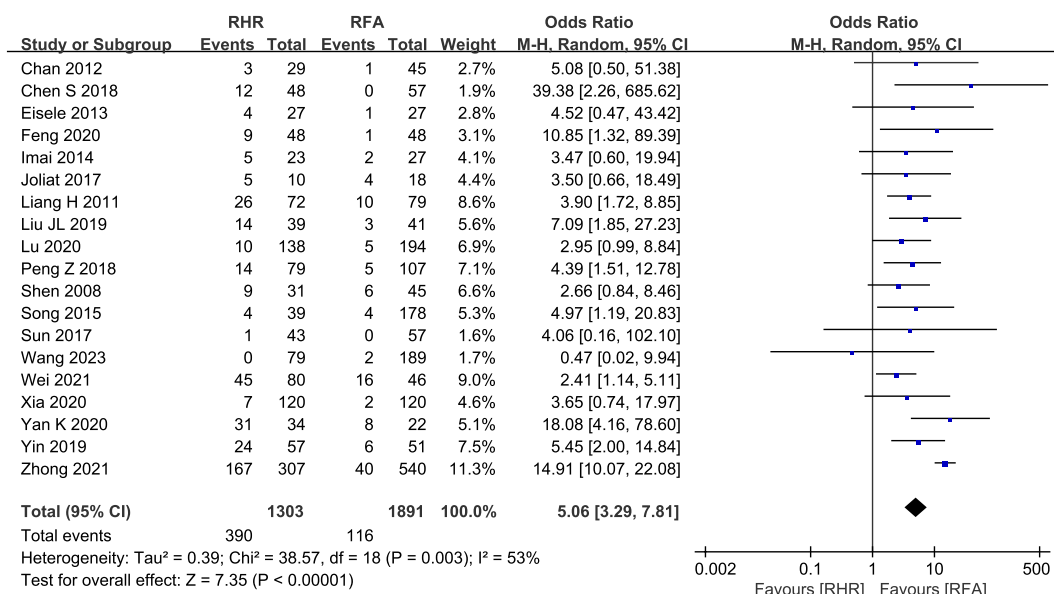 RHR RFA Odds Ratio Odds Ratio
Study or Subgroup Events Total Events Total Weight M-H, Random, 95% CI M-H, Random, 95% CI
Chan 2012 3 29 1 45 2.7% 5.08 [0.50, 51.38]
Chen S 2018 12 48 0 57 1.9% 39.38 [2.26, 685.62]
Eisele 2013 4 27 1 27 2.8% 4.52 [0.47, 43.42]
Feng 2020 9 48 1 48 3.1% 10.85 [1.32, 89.39]
Imai 2014 5 23 2 27 4.1% 3.47 [0.60, 19.94]
Joliat 2017 5 10 4 18 4.4% 3.50 [0.66, 18.49]
Liang H 2011 26 72 10 79 8.6% 3.90 [1.72, 8.85]
Liu JL 2019 14 39 3 41 5.6% 7.09 [1.85, 27.23]
Lu 2020 10 138 5 194 6.9% 2.95 [0.99, 8.84]
Peng Z 2018 14 79 5 107 7.1% 4.39 [1.51, 12.78]
Shen 2008 9 31 6 45 6.6% 2.66 [0.84, 8.46]
Song 2015 4 39 4 178 5.3% 4.97 [1.19, 20.83]
Sun 2017 1 43 0 57 1.6% 4.06 [0.16, 102.10]
Wang 2023 0 79 2 189 1.7% 0.47 [0.02, 9.94]
Wei 2021 45 80 16 46 9.0% 2.41 [1.14, 5.11]
Xia 2020 7 120 2 120 4.6% 3.65 [0.74, 17.97]
Yan K 2020 31 34 8 22 5.1% 18.08 [4.16, 78.60]
Yin 2019 24 57 6 51 7.5% 5.45 [2.00, 14.84]
Zhong 2021 167 307 40 540 11.3% 14.91 [10.07, 22.08]
Total (95% CI) 1303 1891 100.0% 5.06 [3.29, 7.81]
Total events 390 116
Heterogeneity: Tau² = 0.39; Chi² = 38.57, df = 18 (P = 0.003); I² = 53%
Test for overall effect: Z = 7.35 (P < 0.00001)
0.002 0.1 1 10 500
Favours [RHR] Favours [RFA]